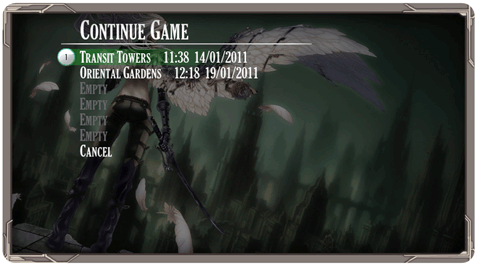 Continue Game
1 Transit Towers 11:38 14/01/2011
Oriental Gardens 12:18 19/01/2011
Empty
Empty
Empty
Empty
Cancel